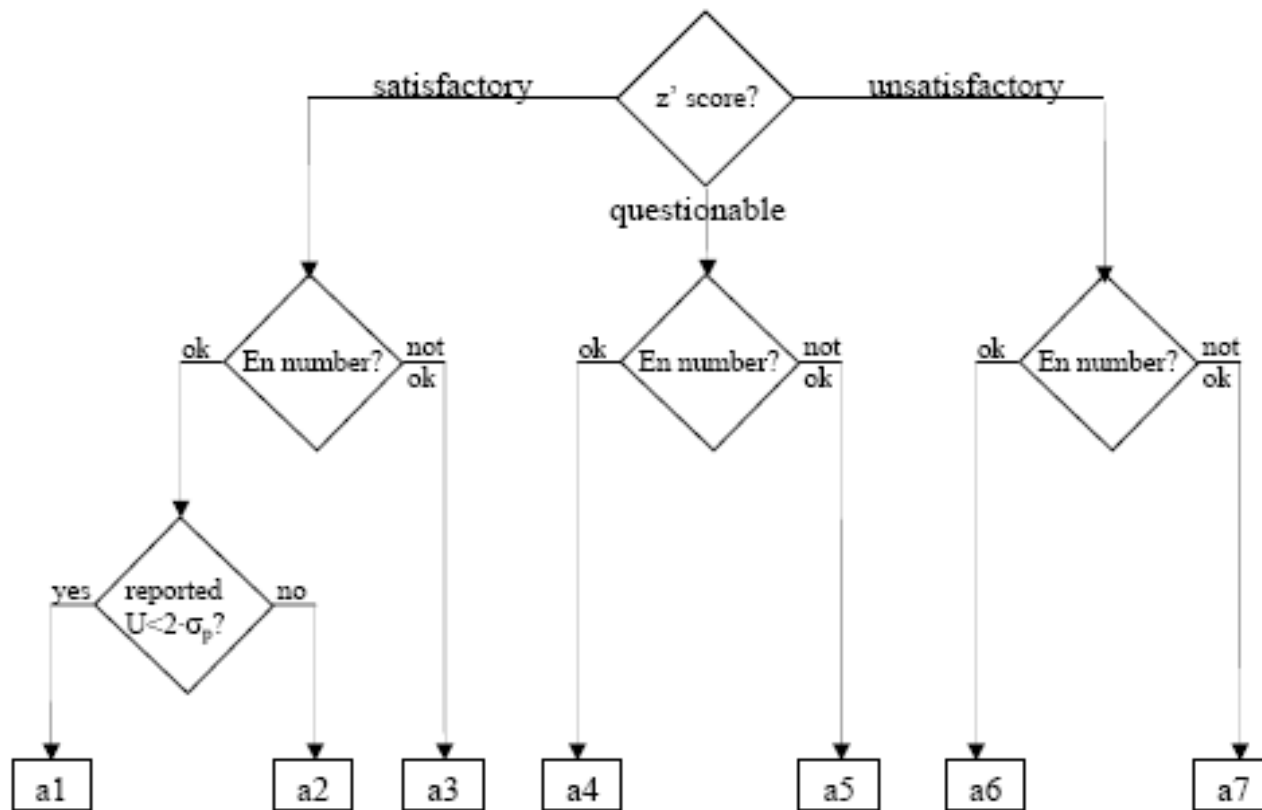 satisfactory
z’ score?
unsatisfactory
questionable
ok
En number?
not
ok
ok
En number?
not
ok
ok
En number?
not
ok
yes
reported
U<2·σp?
no
a1
a2
a3
a4
a5
a6
a7